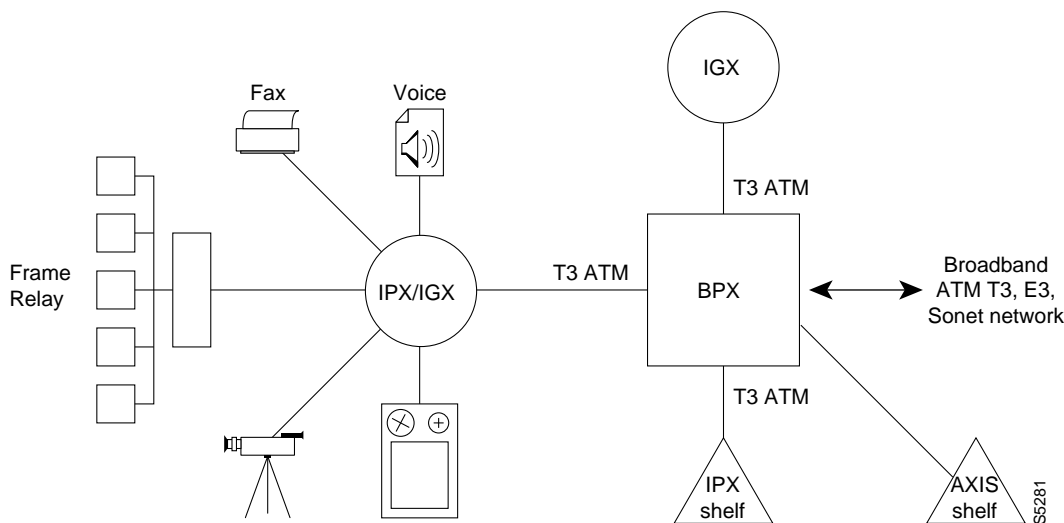 IGX
Fax
Voice
T3 ATM
Frame
Relay
IPX/IGX
T3 ATM
BPX
Broadband
ATM T3, E3,
Sonet network
T3 ATM
IPX
shelf
AXIS
shelf
S5281